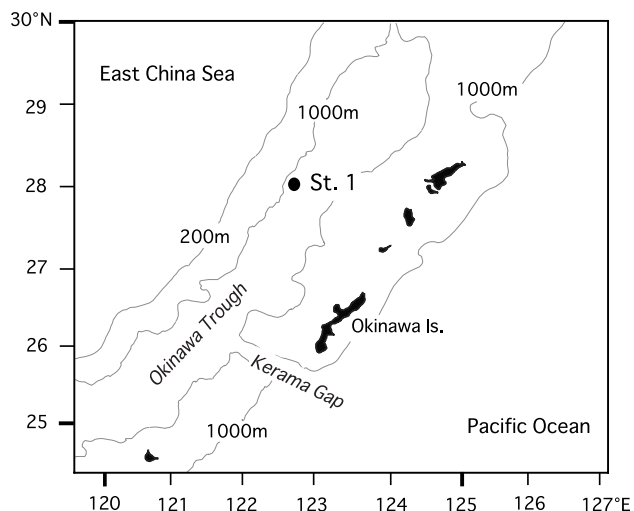 30°N
East China Sea
1000m
29
1000m
St. 1
28
200m
27
Okinawa Trough
Okinawa Is.
26
Kerama Gap
25
1000m
Pacific Ocean
120 121 122 123 124 125 126 127°E